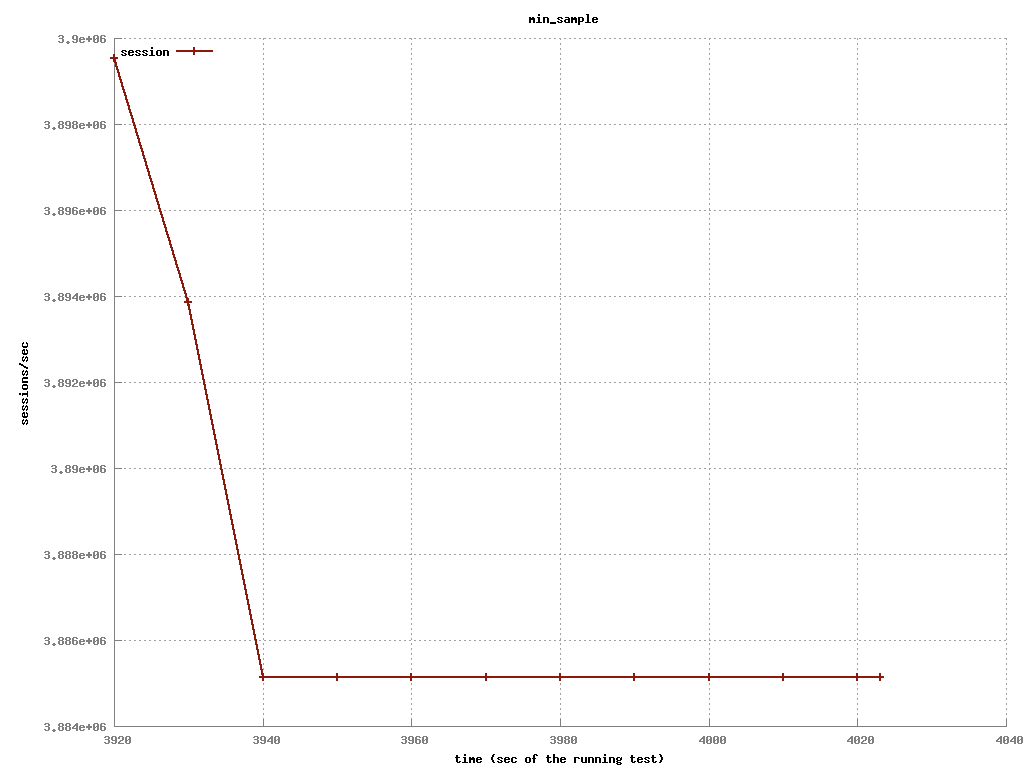 min_sample
session
3.9e+06
3.898e+06
3.896e+06
3.894e+06
3.892e+06
3.89e+06
3.888e+06
3.886e+06
3.884e+06
sessions/sec
3920
3940
3960
3980
4000
4020
4040
time (sec of the running test)